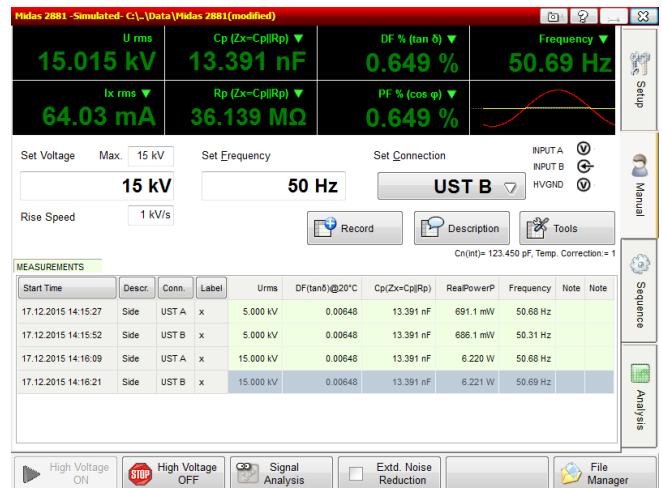 Midas 2881 -Simulated- C:\..\Data\Midas 2881(modified)
U rms
15.015 kV
Cp (Zx=Cp||Rp) ▼
13.391 nF
DF % (tan δ) ▼
0.649 %
Frequency ▼
50.69 Hz
Ix rms ▼
64.03 mA
Rp (Zx=Cp||Rp) ▼
36.139 MΩ
PF % (cos φ) ▼
0.649 %
Setup
Manual
Sequence
Analysis
Set Voltage Max. 15 kV
15 kV
Rise Speed 1 kV/s
Set Frequency
50 Hz
Set Connection
UST B
INPUT A V
INPUT B
HVGND V
Record
Description
Tools
Cn(int)= 123.450 pF, Temp. Correction:= 1
MEASUREMENTS
Start Time Descr. Conn. Label Urms DF(tanδ)@20°C Cp(Zx=Cp||Rp) RealPowerP Frequency Note Note
17.12.2015 14:15:27 Side UST A x 5.000 kV 0.00648 13.391 nF 691.1 mW 50.68 Hz
17.12.2015 14:15:52 Side UST B x 5.000 kV 0.00648 13.391 nF 686.1 mW 50.31 Hz
17.12.2015 14:16:09 Side UST A x 15.000 kV 0.00648 13.391 nF 6.220 W 50.68 Hz
17.12.2015 14:16:21 Side UST B x 15.000 kV 0.00648 13.391 nF 6.221 W 50.69 Hz
High Voltage
ON
STOP
High Voltage
OFF
Signal
Analysis
Extd. Noise
Reduction
File
Manager